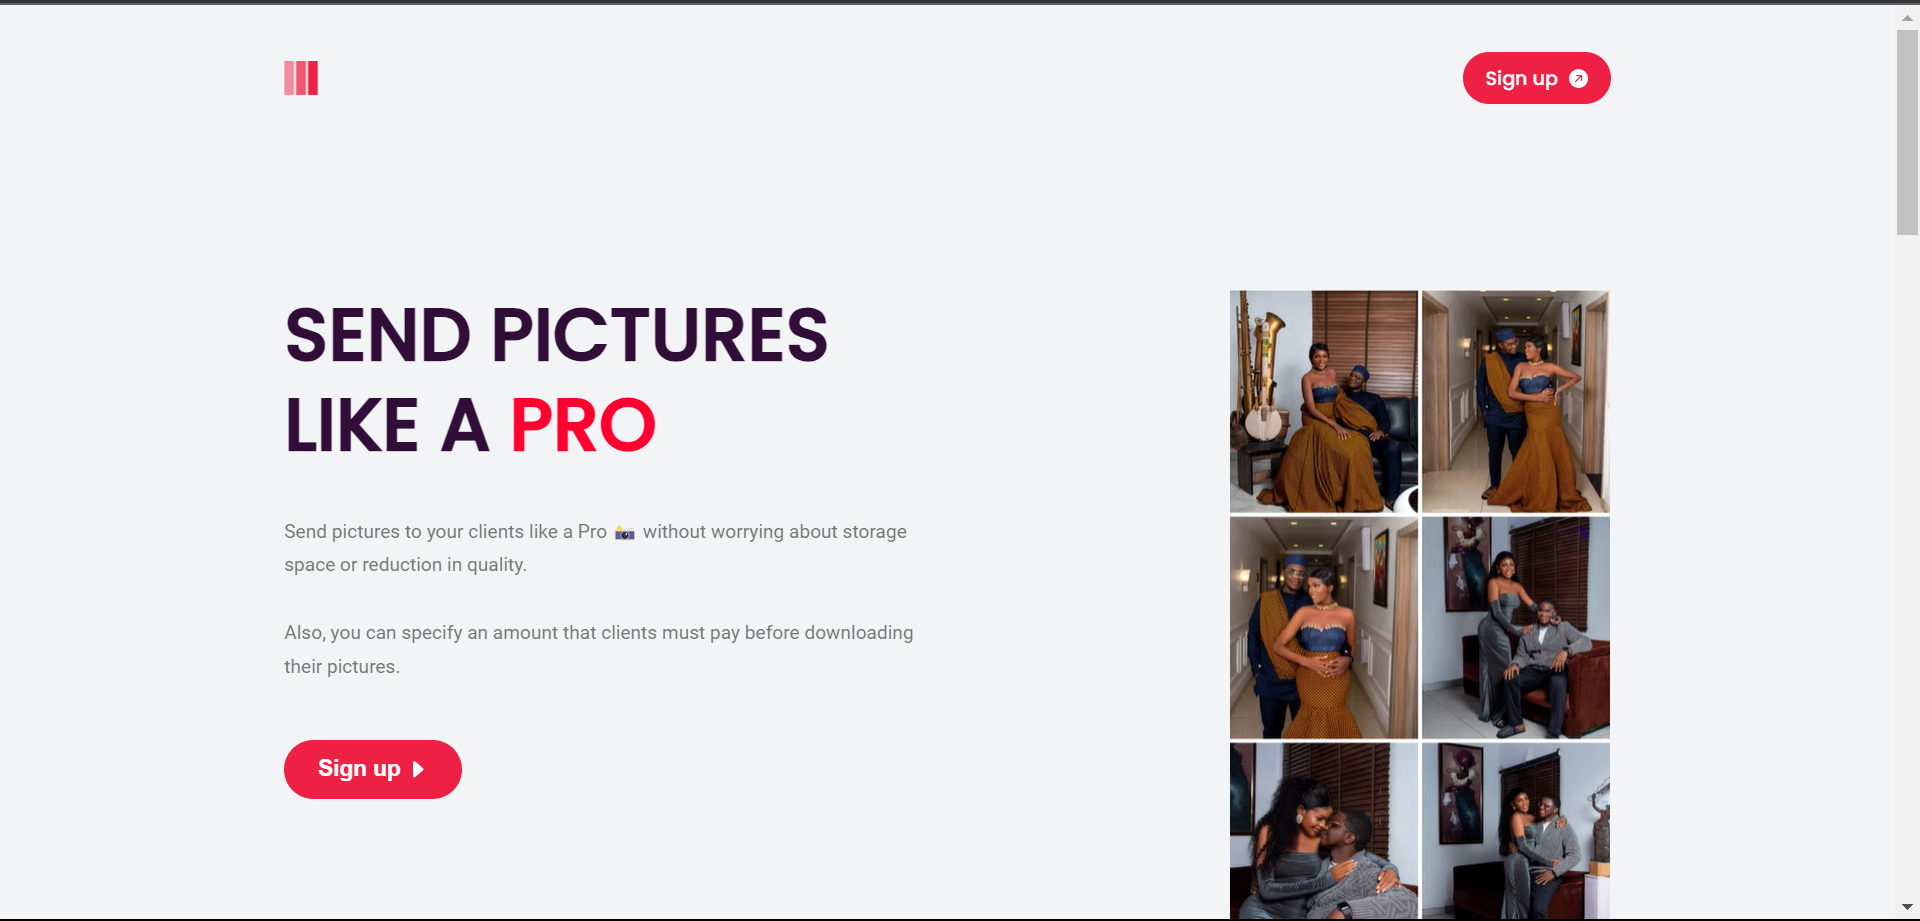 Sign up
SEND PICTURES
LIKE A PRO
Send pictures to your clients like a Pro 📸 without worrying about storage
space or reduction in quality.
Also, you can specify an amount that clients must pay before downloading
their pictures.
Sign up